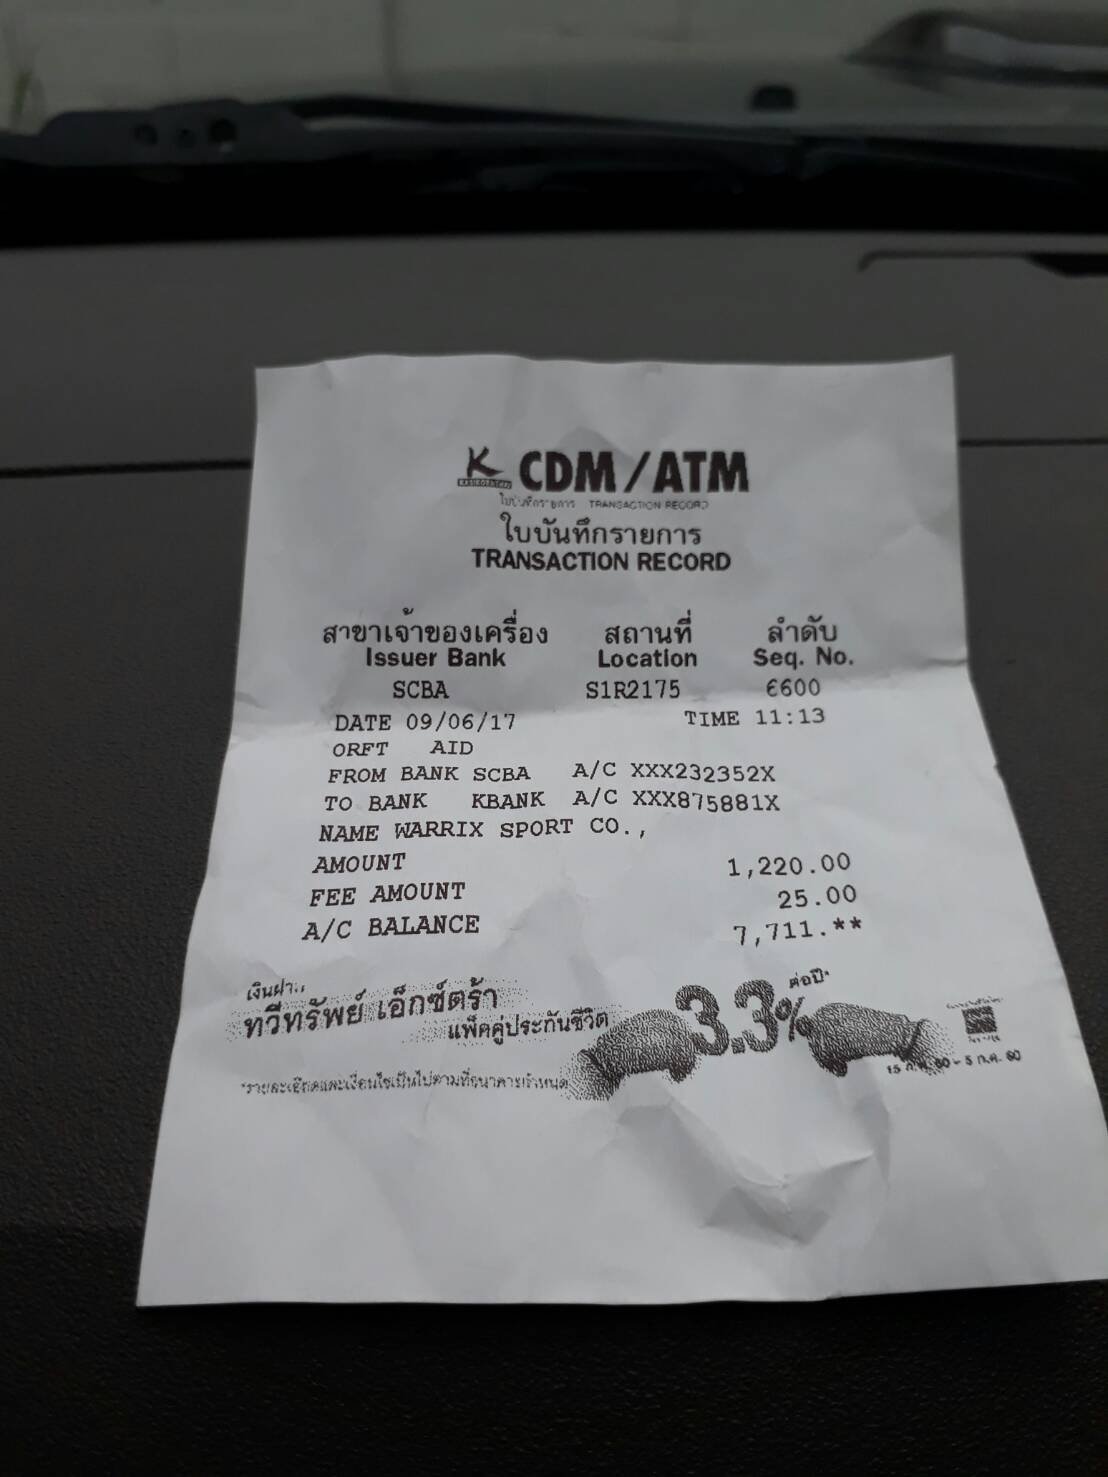 K CDM/ATM
KASIKORNTHAI
ใบบันทึกรายการ TRANSACTION RECORD
ใบบันทึกรายการ
TRANSACTION RECORD
สาขาเจ้าของเครื่อง สถานที่ ลำดับ
Issuer Bank Location Seq. No.
SCBA S1R2175 6600
DATE 09/06/17 TIME 11:13
ORFT AID
FROM BANK SCBA A/C XXX232352X
TO BANK KBANK A/C XXX875881X
NAME WARRIX SPORT CO.,
AMOUNT 1,220.00
FEE AMOUNT 25.00
A/C BALANCE 7,711.**
เงินฝาก
ทวีทรัพย์ เอ็กซ์ตร้า
แพ็คคู่ประกันชีวิต
3.3% ต่อปี*
*รายละเอียดและเงื่อนไขเป็นไปตามที่ธนาคารกำหนด
15 ก.พ. 60 - 5 ก.ค. 60